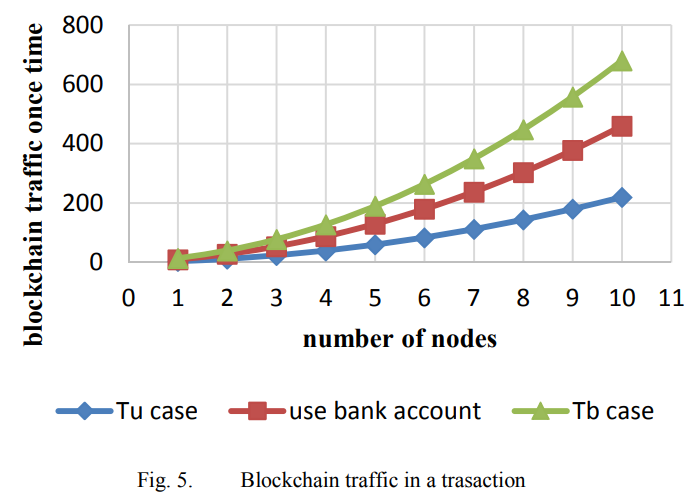 800
600
400
200
0
0 1 2 3 4 5 6 7 8 9 10 11
blockchain traffic once time
number of nodes
Tu case use bank account Tb case
Fig. 5. Blockchain traffic in a trasaction